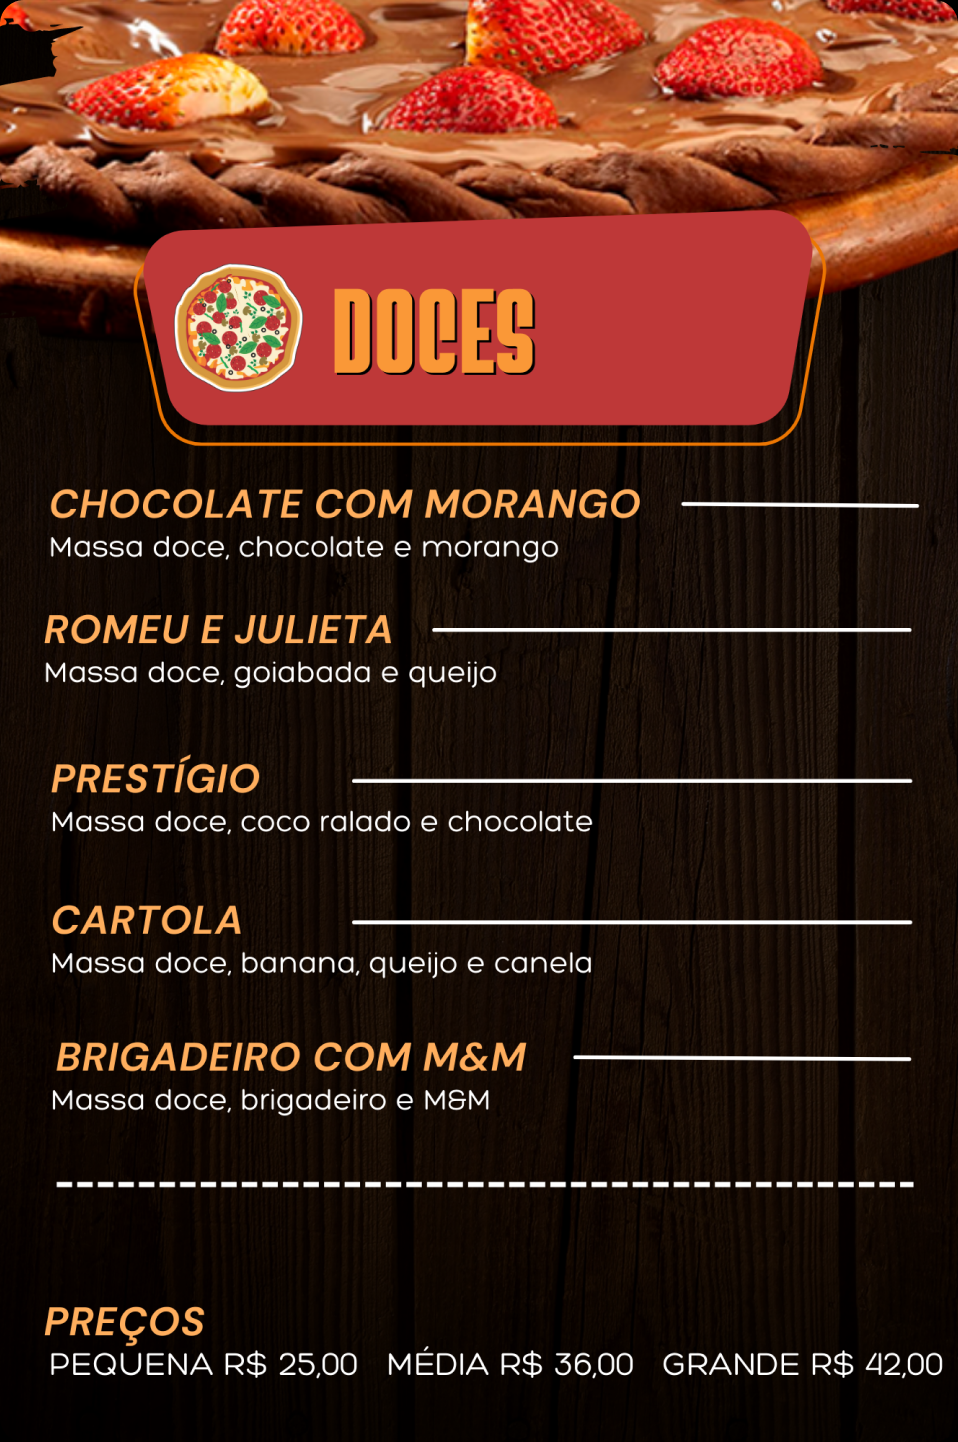 DOCES
CHOCOLATE COM MORANGO
Massa doce, chocolate e morango
ROMEU E JULIETA
Massa doce, goiabada e queijo
PRESTÍGIO
Massa doce, coco ralado e chocolate
CARTOLA
Massa doce, banana, queijo e canela
BRIGADEIRO COM M&M
Massa doce, brigadeiro e M&M
PREÇOS
PEQUENA R$ 25,00 MÉDIA R$ 36,00 GRANDE R$ 42,00